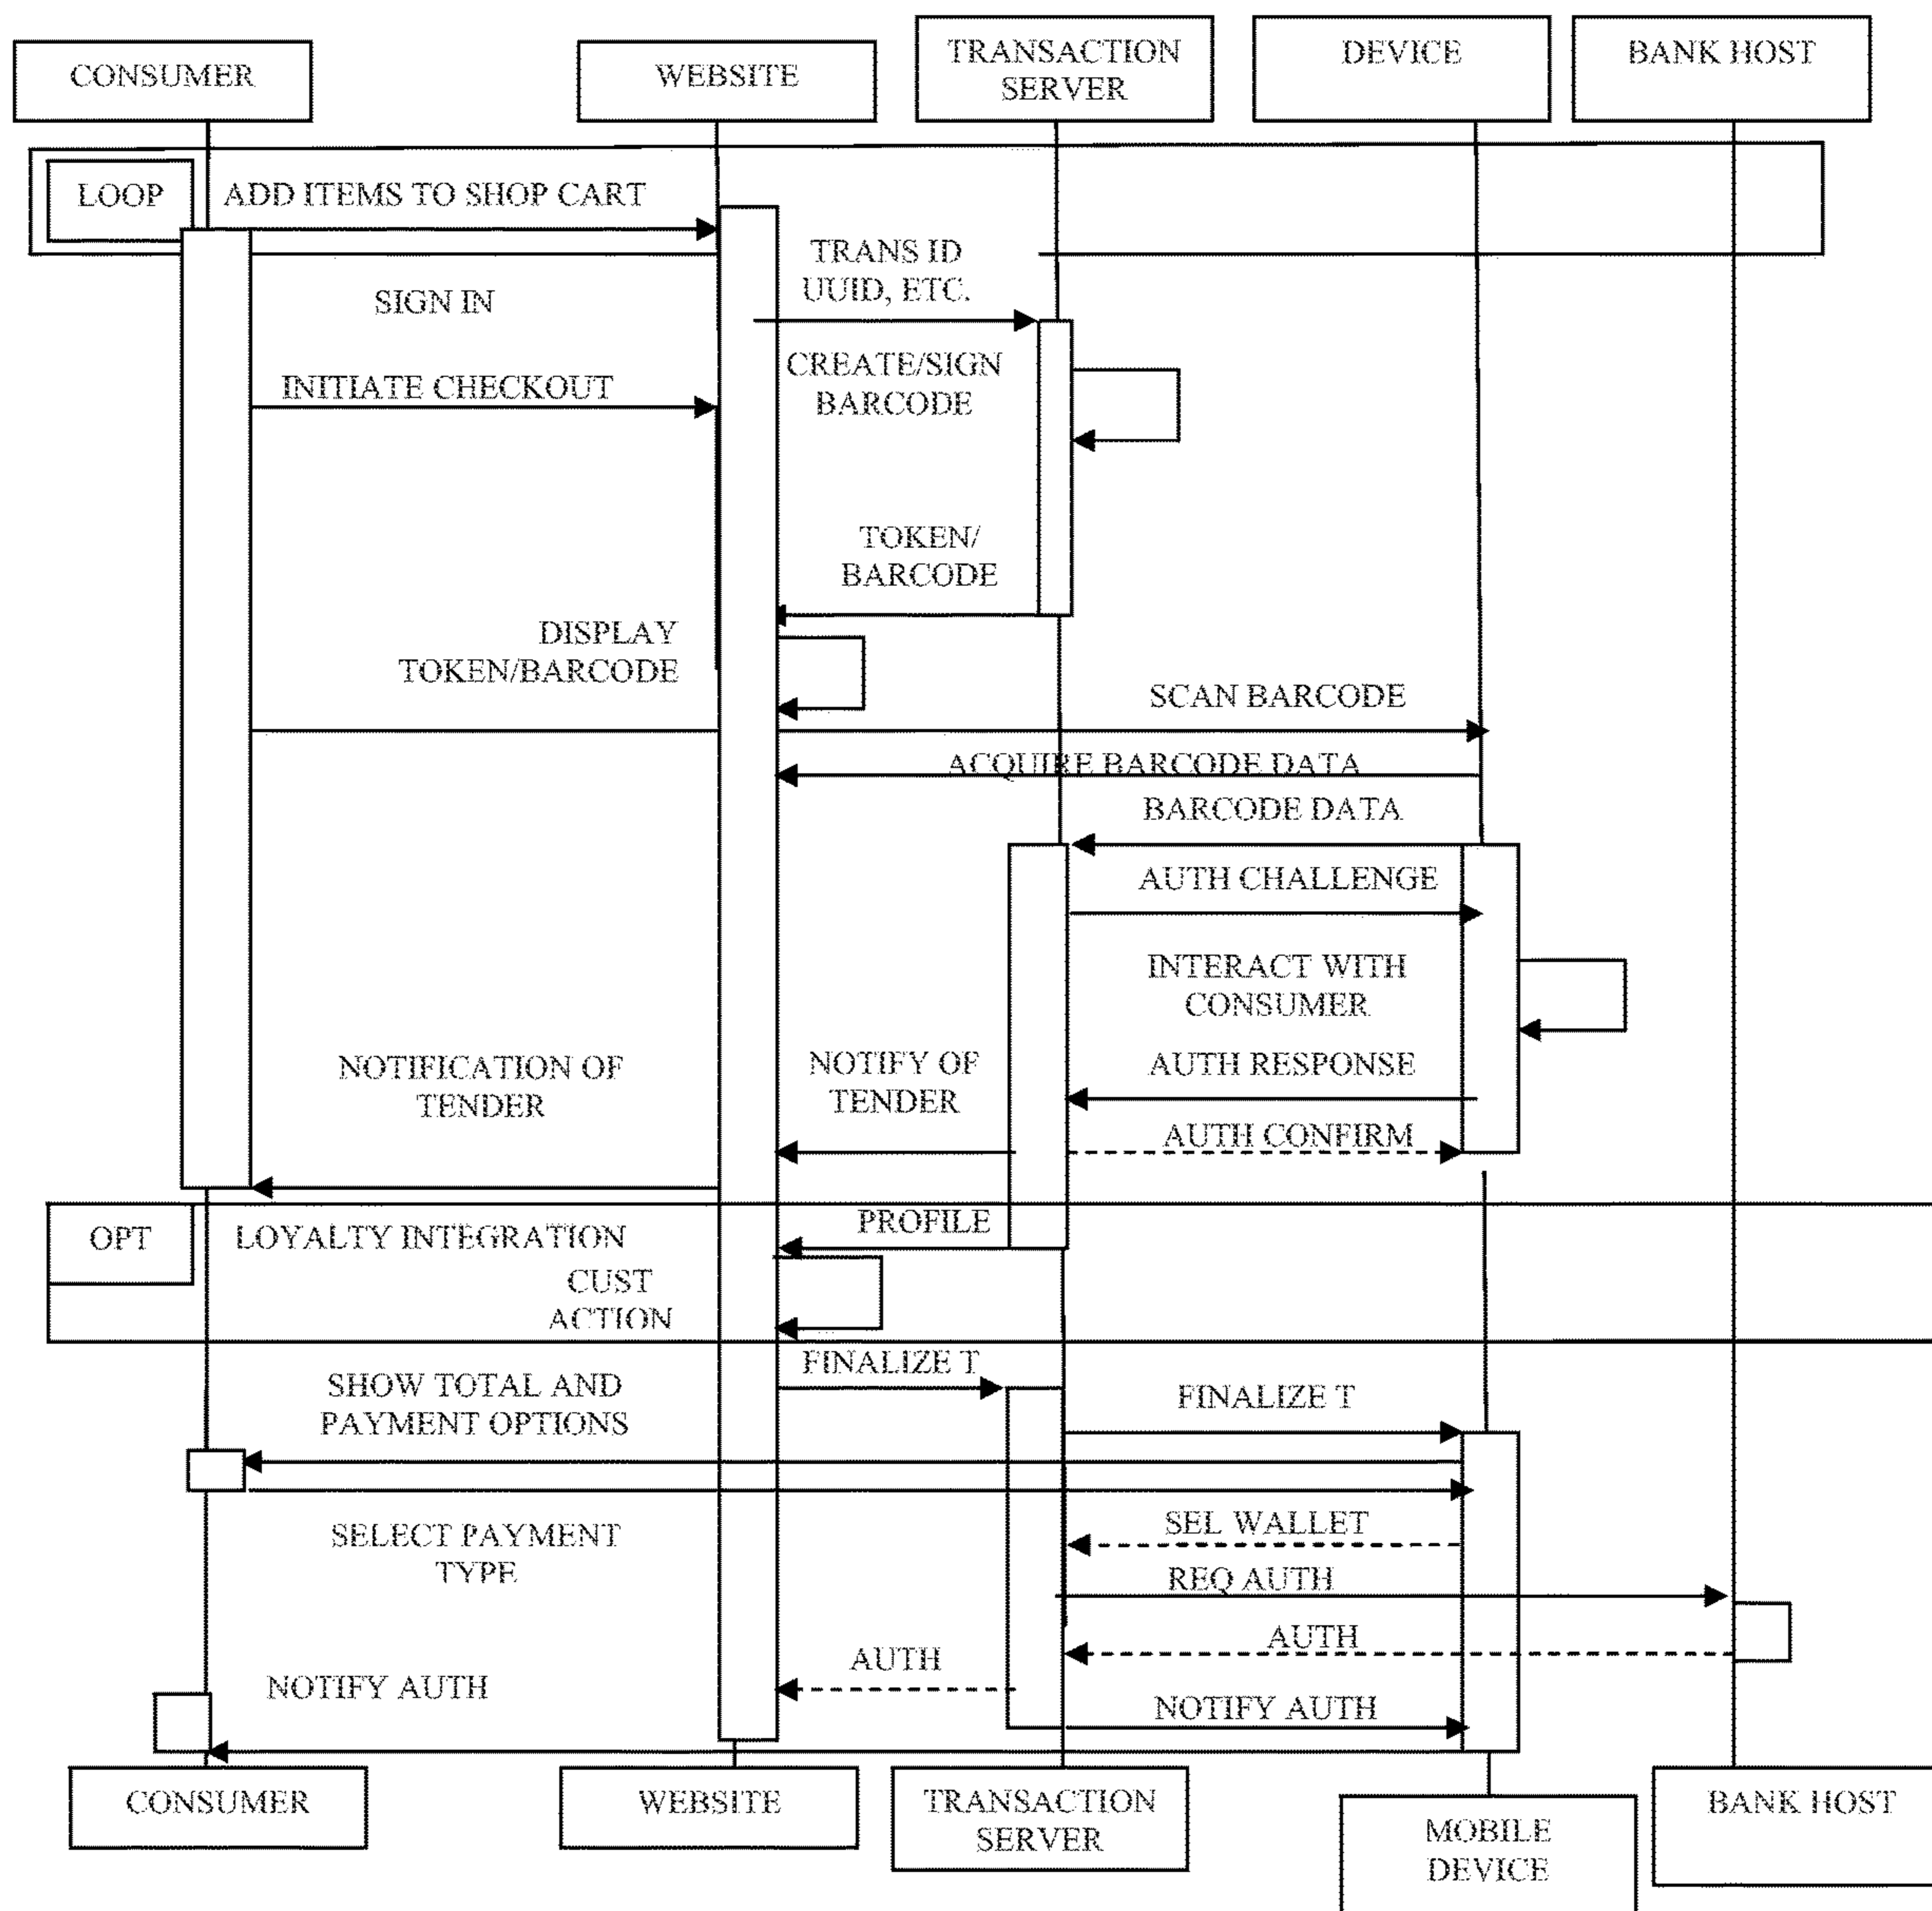 CONSUMER
WEBSITE
TRANSACTION
SERVER
DEVICE
BANK HOST
LOOP
ADD ITEMS TO SHOP CART
TRANS ID
UUID, ETC.
SIGN IN
CREATE/SIGN
BARCODE
INITIATE CHECKOUT
TOKEN/
BARCODE
DISPLAY
TOKEN/BARCODE
SCAN BARCODE
ACQUIRE BARCODE DATA
BARCODE DATA
AUTH CHALLENGE
INTERACT WITH
CONSUMER
NOTIFICATION OF
TENDER
NOTIFY OF
TENDER
AUTH RESPONSE
AUTH CONFIRM
OPT
LOYALTY INTEGRATION
PROFILE
CUST
ACTION
FINALIZE T
SHOW TOTAL AND
PAYMENT OPTIONS
FINALIZE T
SELECT PAYMENT
TYPE
SEL WALLET
REQ AUTH
AUTH
AUTH
NOTIFY AUTH
NOTIFY AUTH
CONSUMER
WEBSITE
TRANSACTION
SERVER
MOBILE
DEVICE
BANK HOST